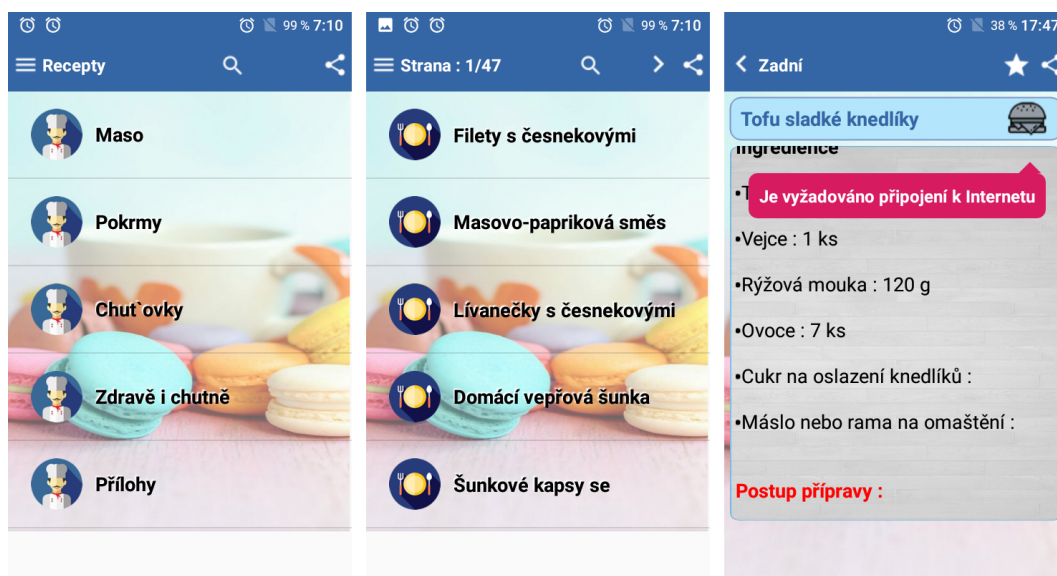 99 % 7:10
Recepty
Maso
Pokrmy
Chut`ovky
Zdravě i chutně
Přílohy
99 % 7:10
Strana : 1/47
Filety s česnekovými
Masovo-papriková směs
Lívanečky s česnekovými
Domácí vepřová šunka
Šunkové kapsy se
38 % 17:47
Zadní
Tofu sladké knedlíky
Ingredience
Je vyžadováno připojení k Internetu
•Vejce : 1 ks
•Rýžová mouka : 120 g
•Ovoce : 7 ks
•Cukr na oslazení knedlíků :
•Máslo nebo rama na omaštění :
Postup přípravy :